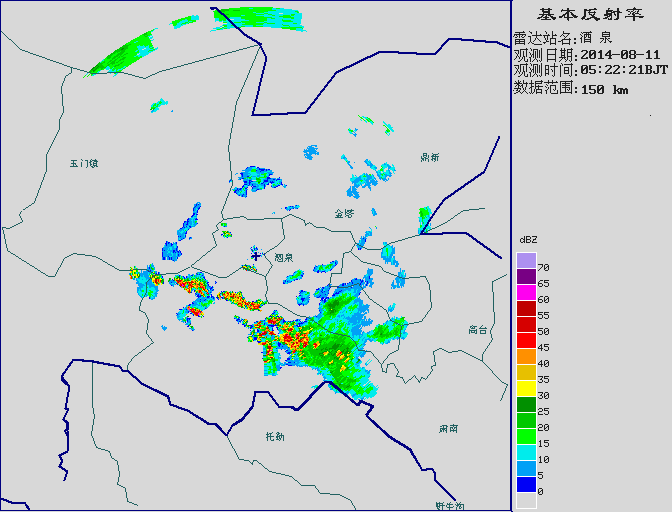 基本反射率
雷达站名:酒 泉
观测日期:2014-08-11
观测时间:05:22:21BJT
数据范围:150 km
玉门镇
鼎新
金塔
酒泉
高台
肃南
托勒
野牛沟
dBZ
70
65
60
55
50
45
40
35
30
25
20
15
10
5
0